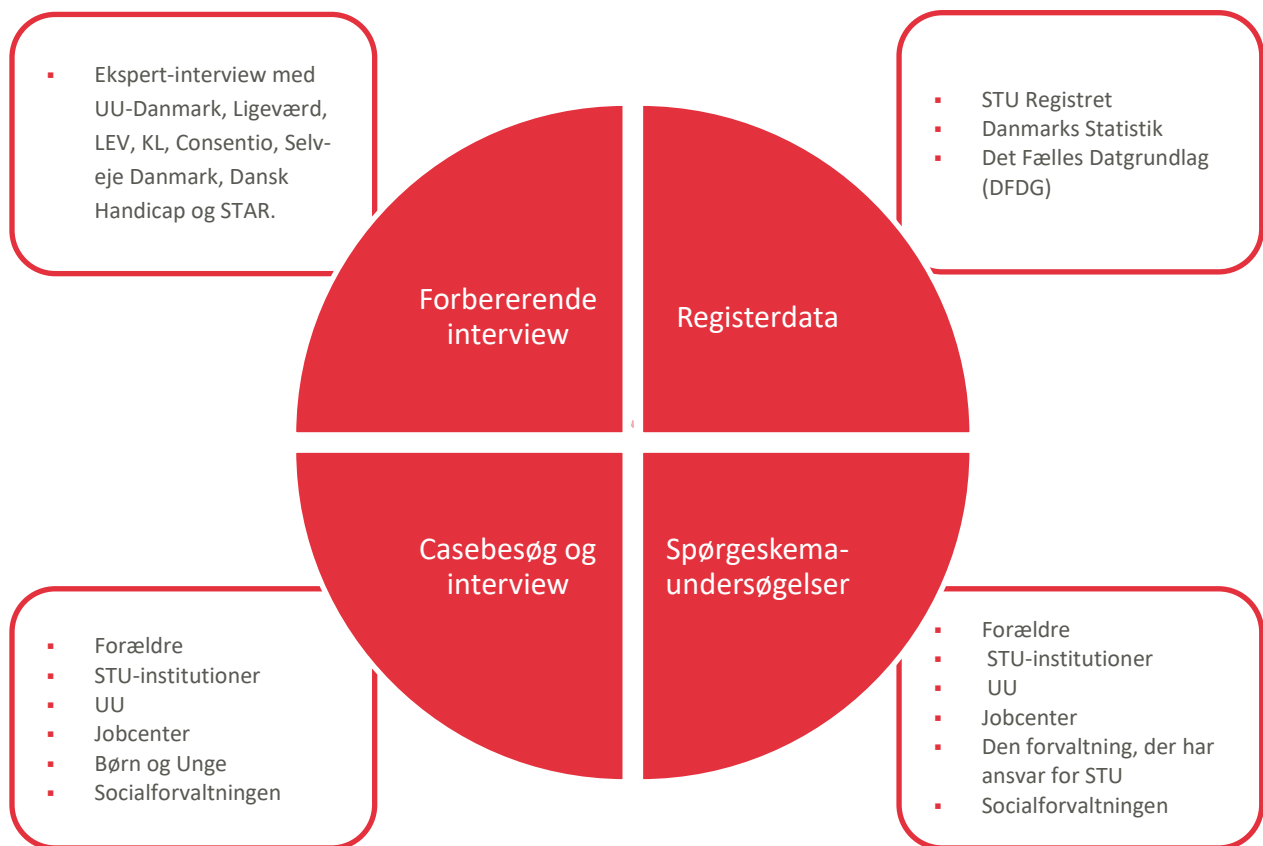 ▪ Ekspert-interview med
UU-Danmark, Ligeværd,
LEV, KL, Consentio, Selv-
eje Danmark, Dansk
Handicap og STAR.
▪ STU Registret
▪ Danmarks Statistik
▪ Det Fælles Datgrundlag
(DFDG)
Forbererende
interview
Registerdata
Casebesøg og
interview
Spørgeskema-
undersøgelser
▪ Forældre
▪ STU-institutioner
▪ UU
▪ Jobcenter
▪ Børn og Unge
▪ Socialforvaltningen
▪ Forældre
▪ STU-institutioner
▪ UU
▪ Jobcenter
▪ Den forvaltning, der har
ansvar for STU
▪ Socialforvaltningen